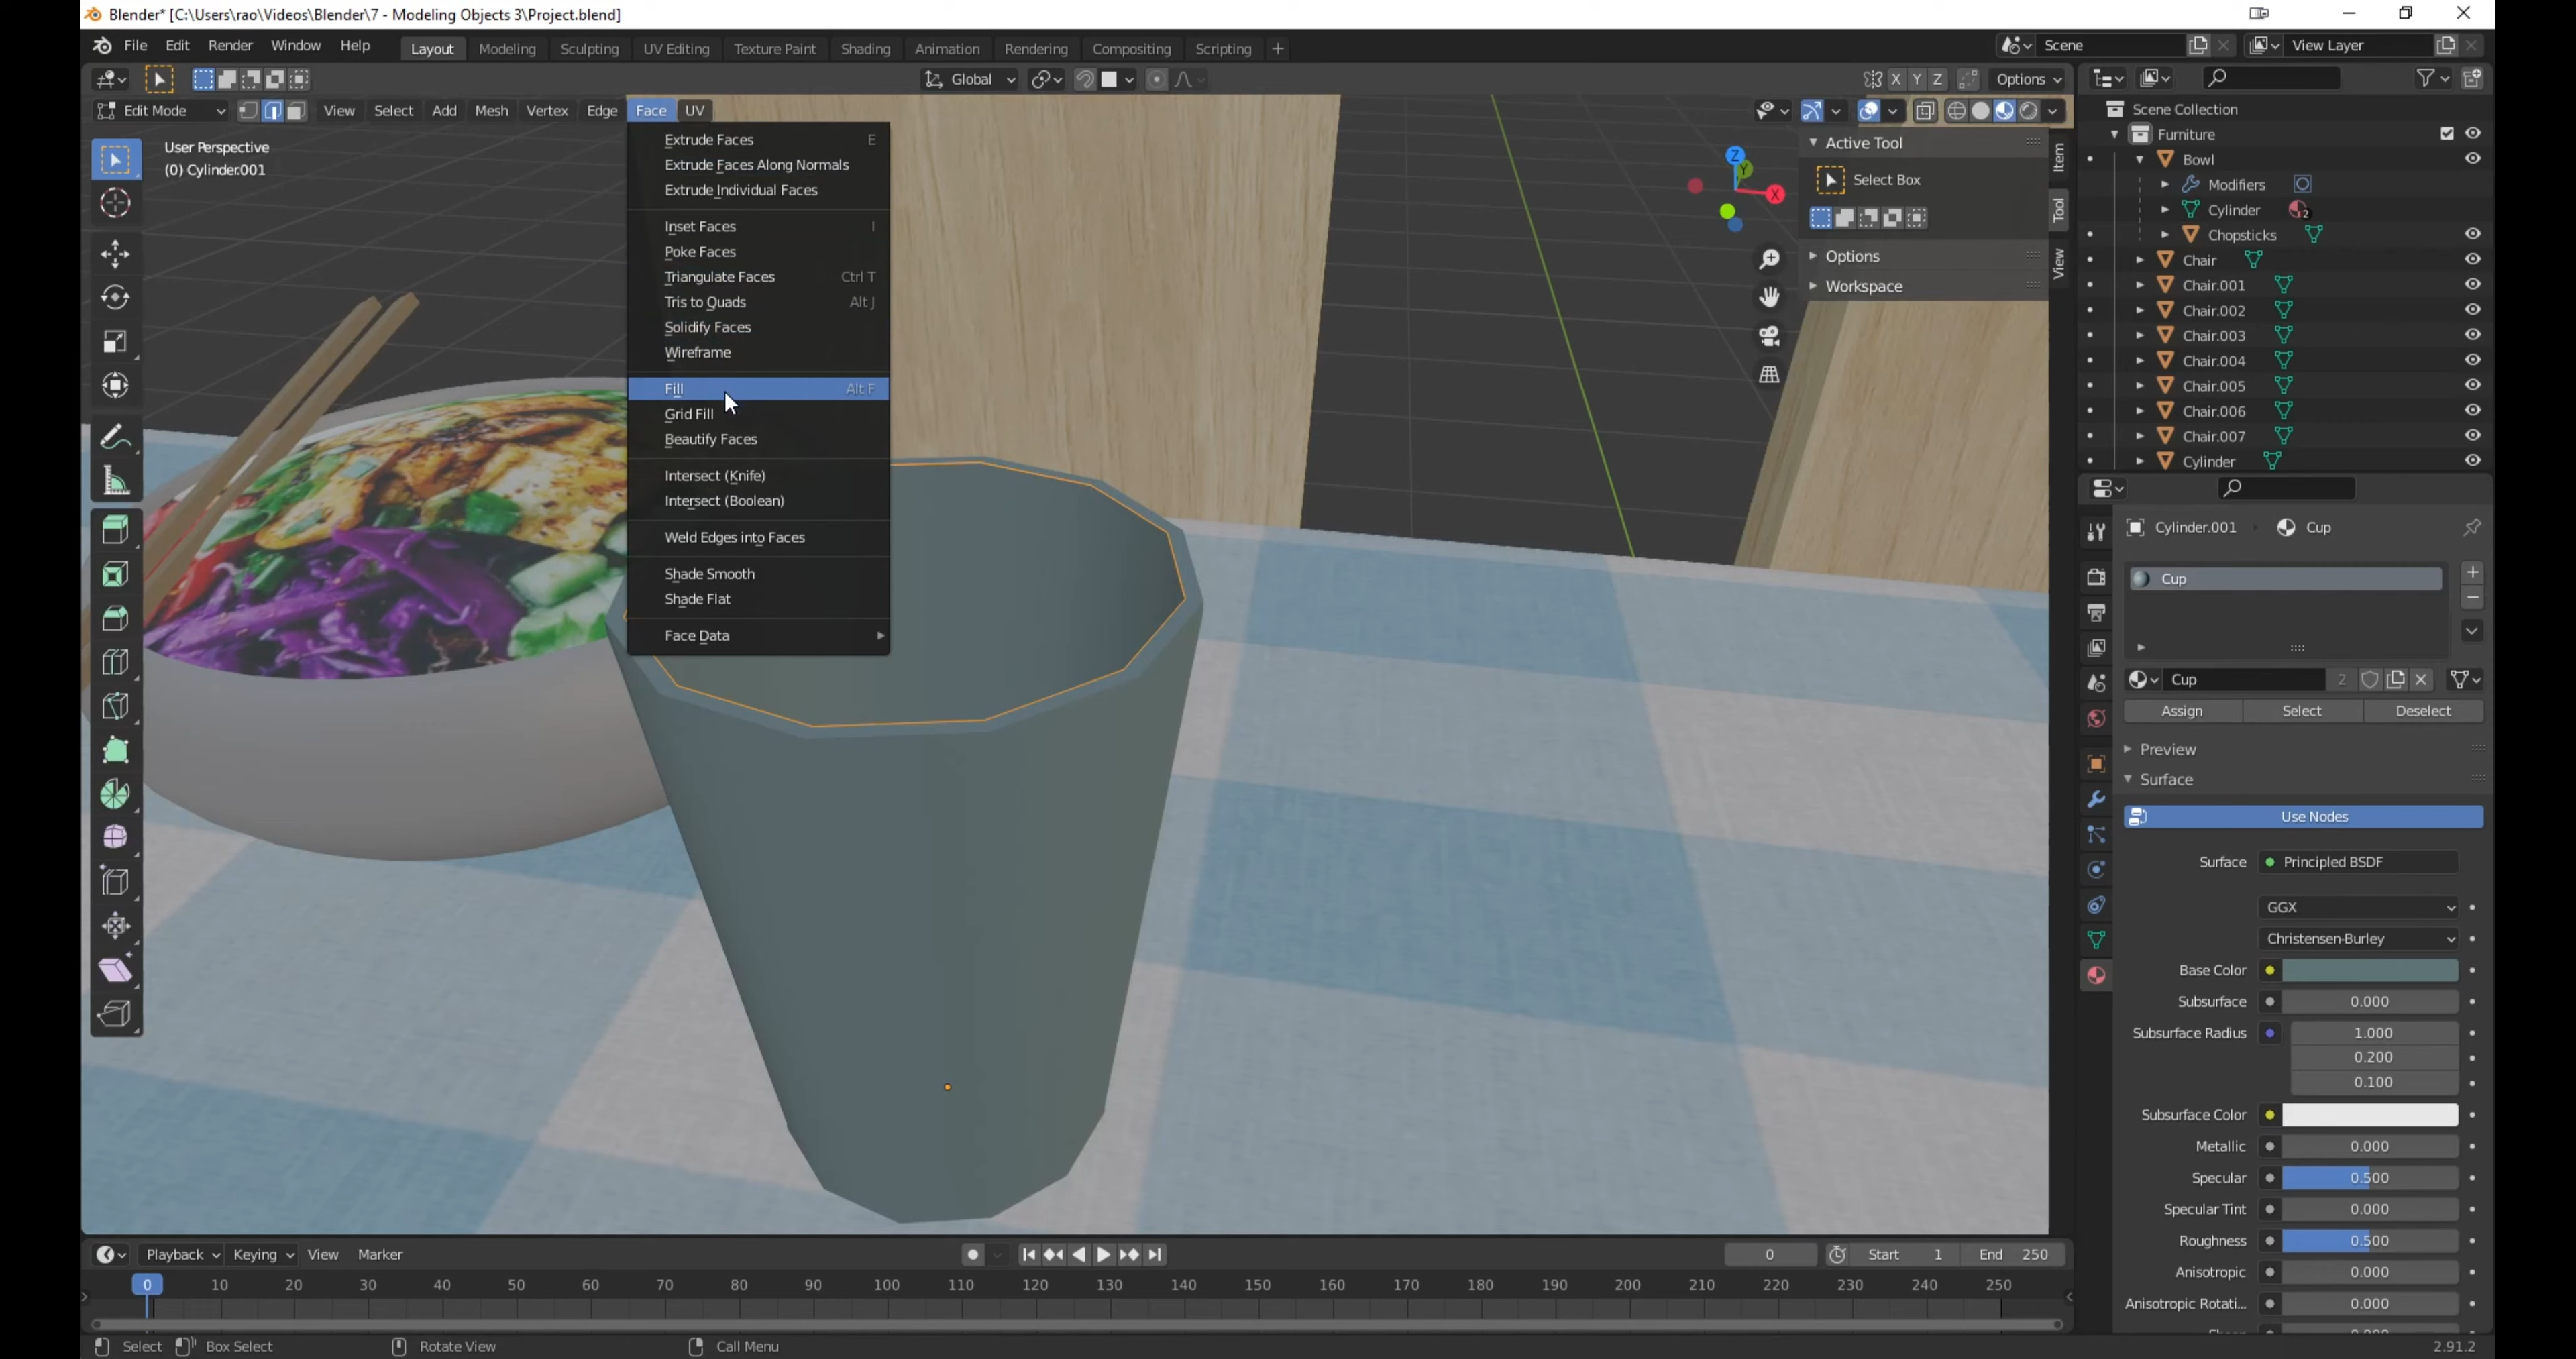 Blender* [C:\Users\rao\Videos\Blender\7 - Modeling Objects 3\Project.blend]
File Edit Render Window Help Layout Modeling Sculpting UV Editing Texture Paint Shading Animation Rendering Compositing Scripting + Scene View Layer
Global X Y Z Options
Edit Mode View Select Add Mesh Vertex Edge Face UV
User Perspective
(0) Cylinder.001
Extrude Faces E
Extrude Faces Along Normals
Extrude Individual Faces
Inset Faces I
Poke Faces
Triangulate Faces Ctrl T
Tris to Quads Alt J
Solidify Faces
Wireframe
Fill Alt F
Grid Fill
Beautify Faces
Intersect (Knife)
Intersect (Boolean)
Weld Edges into Faces
Shade Smooth
Shade Flat
Face Data
Z
Y
X
Active Tool
Select Box
Options
Workspace
Item
Tool
View
Scene Collection
Furniture
Bowl
Modifiers
Cylinder 2
Chopsticks
Chair
Chair.001
Chair.002
Chair.003
Chair.004
Chair.005
Chair.006
Chair.007
Cylinder
Cylinder.001 Cup
Cup
Cup 2
Assign Select Deselect
Preview
Surface
Use Nodes
Surface Principled BSDF
GGX
Christensen-Burley
Base Color
Subsurface 0.000
Subsurface Radius 1.000
0.200
0.100
Subsurface Color
Metallic 0.000
Specular 0.500
Specular Tint 0.000
Roughness 0.500
Anisotropic 0.000
Anisotropic Rotati... 0.000
Playback Keying View Marker 0 Start 1 End 250
0 10 20 30 40 50 60 70 80 90 100 110 120 130 140 150 160 170 180 190 200 210 220 230 240 250
Select Box Select Rotate View Call Menu 2.91.2